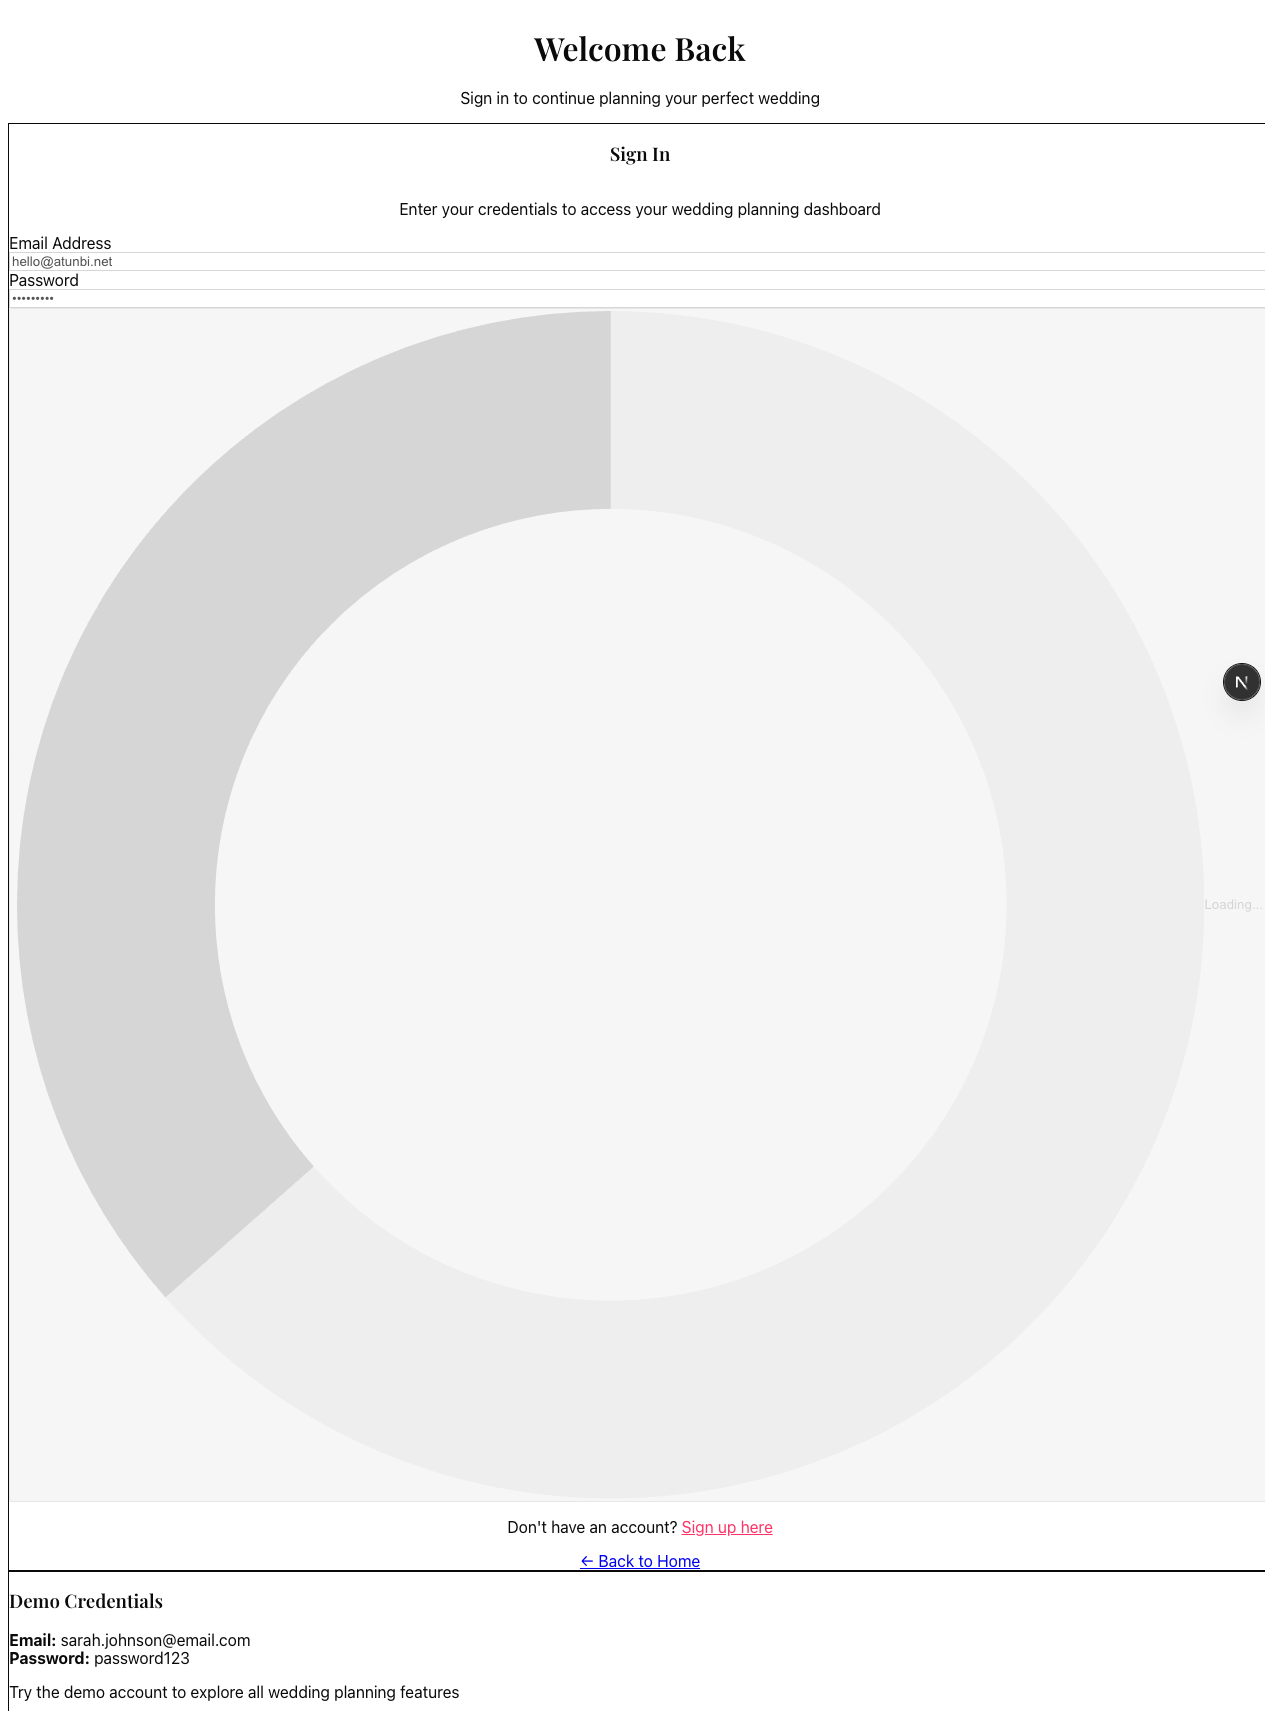 Welcome Back
Sign in to continue planning your perfect wedding
Sign In
Enter your credentials to access your wedding planning dashboard
Email Address
hello@atunbi.net
Password
•••••••••
N
Loading...
Don't have an account? Sign up here
← Back to Home
Demo Credentials
Email: sarah.johnson@email.com
Password: password123
Try the demo account to explore all wedding planning features